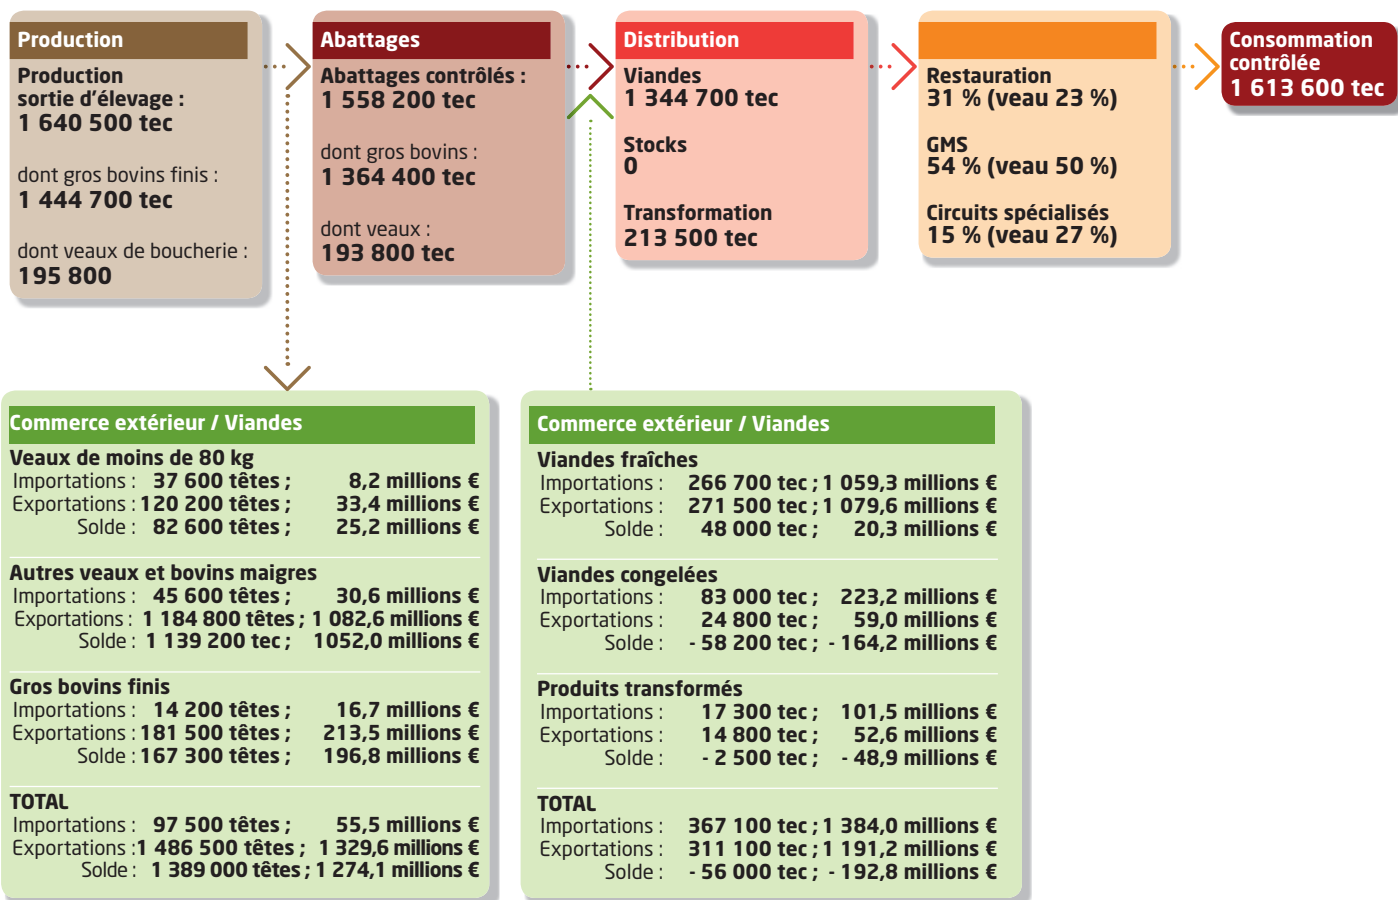 Production
Production
sortie d'élevage :
1 640 500 tec
dont gros bovins finis :
1 444 700 tec
dont veaux de boucherie :
195 800
Abattages
Abattages contrôlés :
1 558 200 tec
dont gros bovins :
1 364 400 tec
dont veaux :
193 800 tec
Distribution
Viandes
1 344 700 tec
Stocks
0
Transformation
213 500 tec
Restauration
31 % (veau 23 %)
GMS
54 % (veau 50 %)
Circuits spécialisés
15 % (veau 27 %)
Consommation
contrôlée
1 613 600 tec
Commerce extérieur / Viandes
Veaux de moins de 80 kg
Importations : 37 600 têtes ; 8,2 millions €
Exportations : 120 200 têtes ; 33,4 millions €
Solde : 82 600 têtes ; 25,2 millions €
Autres veaux et bovins maigres
Importations : 45 600 têtes ; 30,6 millions €
Exportations : 1 184 800 têtes ; 1 082,6 millions €
Solde : 1 139 200 tec ; 1052,0 millions €
Gros bovins finis
Importations : 14 200 têtes ; 16,7 millions €
Exportations : 181 500 têtes ; 213,5 millions €
Solde : 167 300 têtes ; 196,8 millions €
TOTAL
Importations : 97 500 têtes ; 55,5 millions €
Exportations :1 486 500 têtes ; 1 329,6 millions €
Solde : 1 389 000 têtes ; 1 274,1 millions €
Commerce extérieur / Viandes
Viandes fraîches
Importations : 266 700 tec ; 1 059,3 millions €
Exportations : 271 500 tec ; 1 079,6 millions €
Solde : 48 000 tec ; 20,3 millions €
Viandes congelées
Importations : 83 000 tec ; 223,2 millions €
Exportations : 24 800 tec ; 59,0 millions €
Solde : - 58 200 tec ; - 164,2 millions €
Produits transformés
Importations : 17 300 tec ; 101,5 millions €
Exportations : 14 800 tec ; 52,6 millions €
Solde : - 2 500 tec ; - 48,9 millions €
TOTAL
Importations : 367 100 tec ; 1 384,0 millions €
Exportations : 311 100 tec ; 1 191,2 millions €
Solde : - 56 000 tec ; - 192,8 millions €